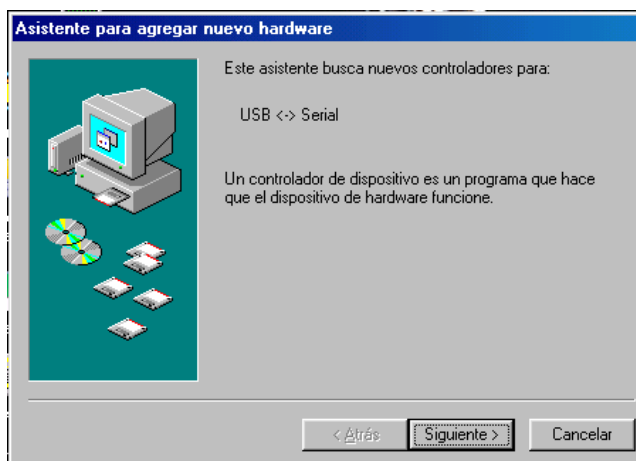 Asistente para agregar nuevo hardware
Este asistente busca nuevos controladores para:
USB <-> Serial
Un controlador de dispositivo es un programa que hace
que el dispositivo de hardware funcione.
< Atrás
Siguiente >
Cancelar